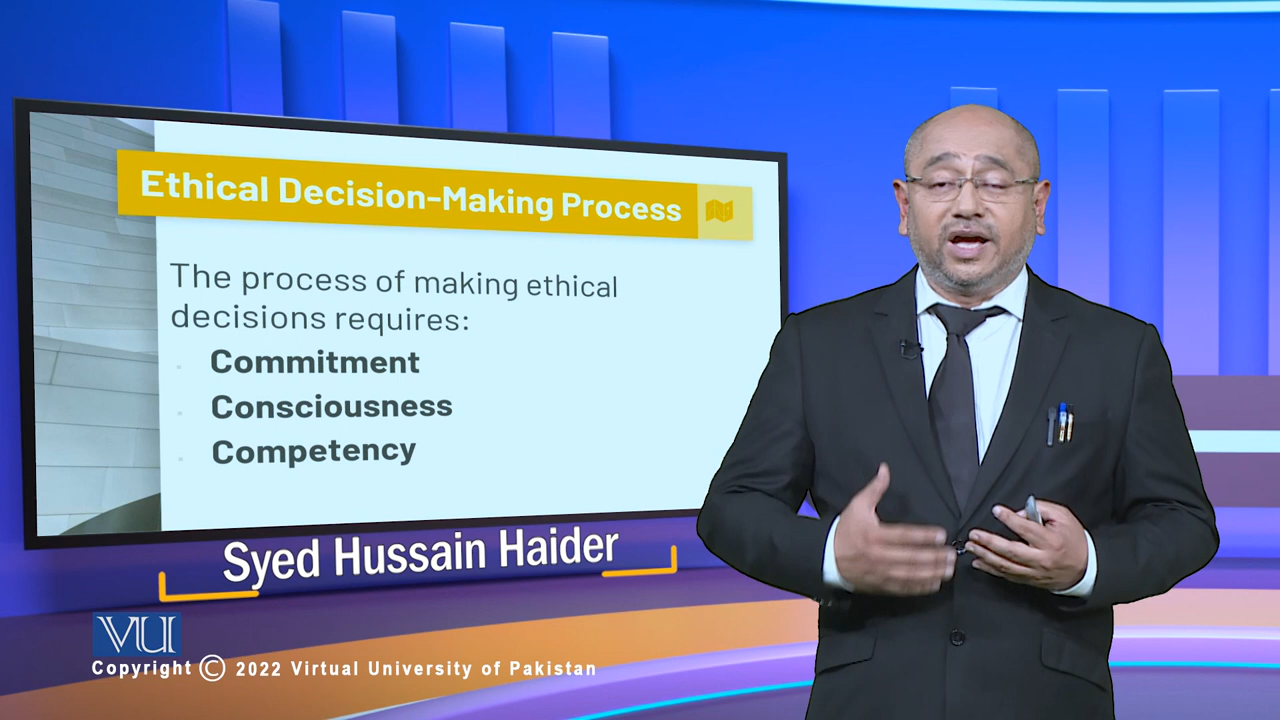 Ethical Decision-Making Process
The process of making ethical
decisions requires:
Commitment
Consciousness
Competency
Syed Hussain Haider
VU
Copyright © 2022 Virtual University of Pakistan